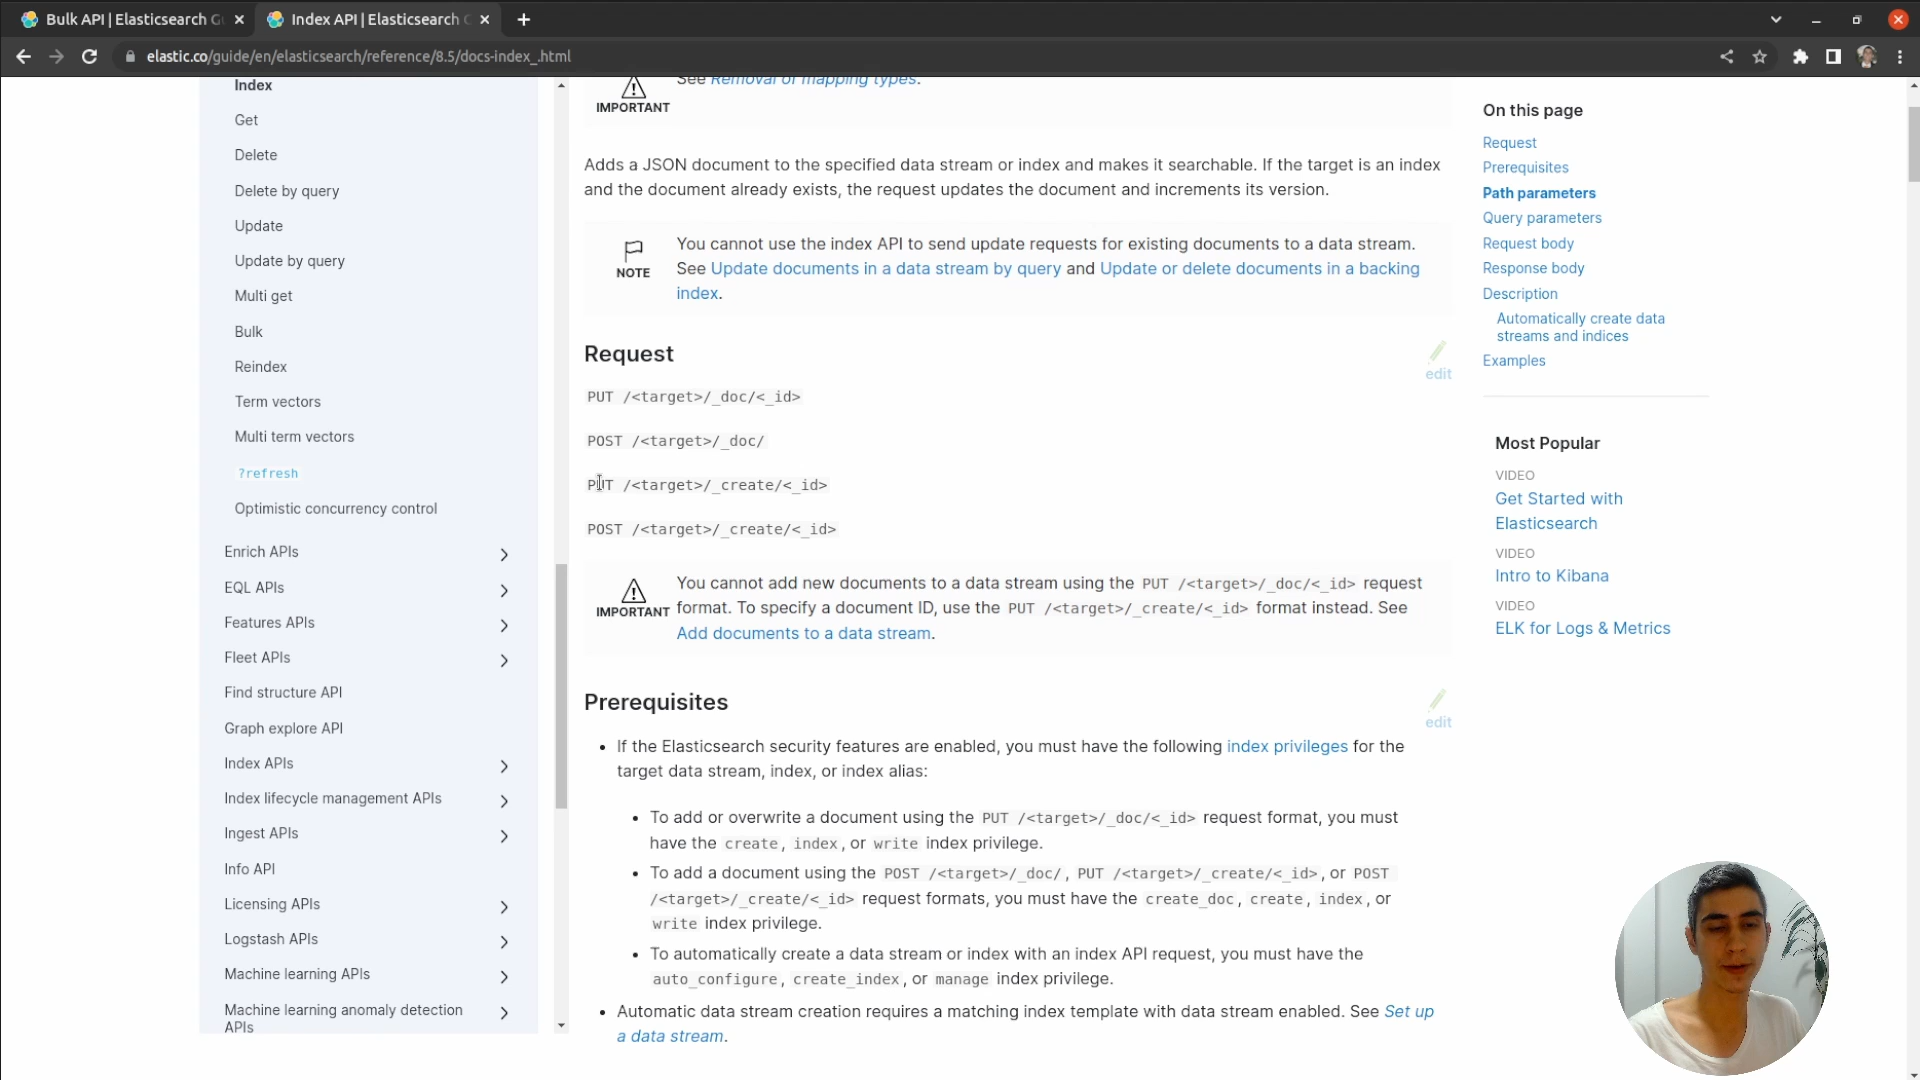 Bulk API | Elasticsearch G
Index API | Elasticsearch G
elastic.co/guide/en/elasticsearch/reference/8.5/docs-index_.html
Index
Get
Delete
Delete by query
Update
Update by query
Multi get
Bulk
Reindex
Term vectors
Multi term vectors
?refresh
Optimistic concurrency control
Enrich APIs
EQL APIs
Features APIs
Fleet APIs
Find structure API
Graph explore API
Index APIs
Index lifecycle management APIs
Ingest APIs
Info API
Licensing APIs
Logstash APIs
Machine learning APIs
Machine learning anomaly detection
APIs
See Removal of mapping types.
IMPORTANT
Adds a JSON document to the specified data stream or index and makes it searchable. If the target is an index
and the document already exists, the request updates the document and increments its version.
NOTE
You cannot use the index API to send update requests for existing documents to a data stream.
See Update documents in a data stream by query and Update or delete documents in a backing
index.
Request
edit
PUT /<target>/_doc/<_id>
POST /<target>/_doc/
PUT /<target>/_create/<_id>
POST /<target>/_create/<_id>
IMPORTANT
You cannot add new documents to a data stream using the PUT /<target>/_doc/<_id> request
format. To specify a document ID, use the PUT /<target>/_create/<_id> format instead. See
Add documents to a data stream.
Prerequisites
edit
• If the Elasticsearch security features are enabled, you must have the following index privileges for the
target data stream, index, or index alias:
• To add or overwrite a document using the PUT /<target>/_doc/<_id> request format, you must
have the create, index, or write index privilege.
• To add a document using the POST /<target>/_doc/, PUT /<target>/_create/<_id>, or POST
/<target>/_create/<_id> request formats, you must have the create_doc, create, index, or
write index privilege.
• To automatically create a data stream or index with an index API request, you must have the
auto_configure, create_index, or manage index privilege.
• Automatic data stream creation requires a matching index template with data stream enabled. See Set up
a data stream.
On this page
Request
Prerequisites
Path parameters
Query parameters
Request body
Response body
Description
Automatically create data
streams and indices
Examples
Most Popular
VIDEO
Get Started with
Elasticsearch
VIDEO
Intro to Kibana
VIDEO
ELK for Logs & Metrics